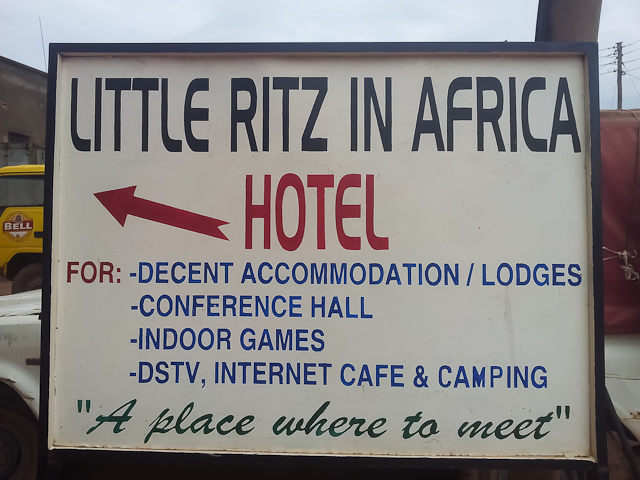 LITTLE RITZ IN AFRICA
HOTEL
FOR: -DECENT ACCOMMODATION / LODGES
-CONFERENCE HALL
-INDOOR GAMES
-DSTV, INTERNET CAFE & CAMPING
"A place where to meet"
BELL